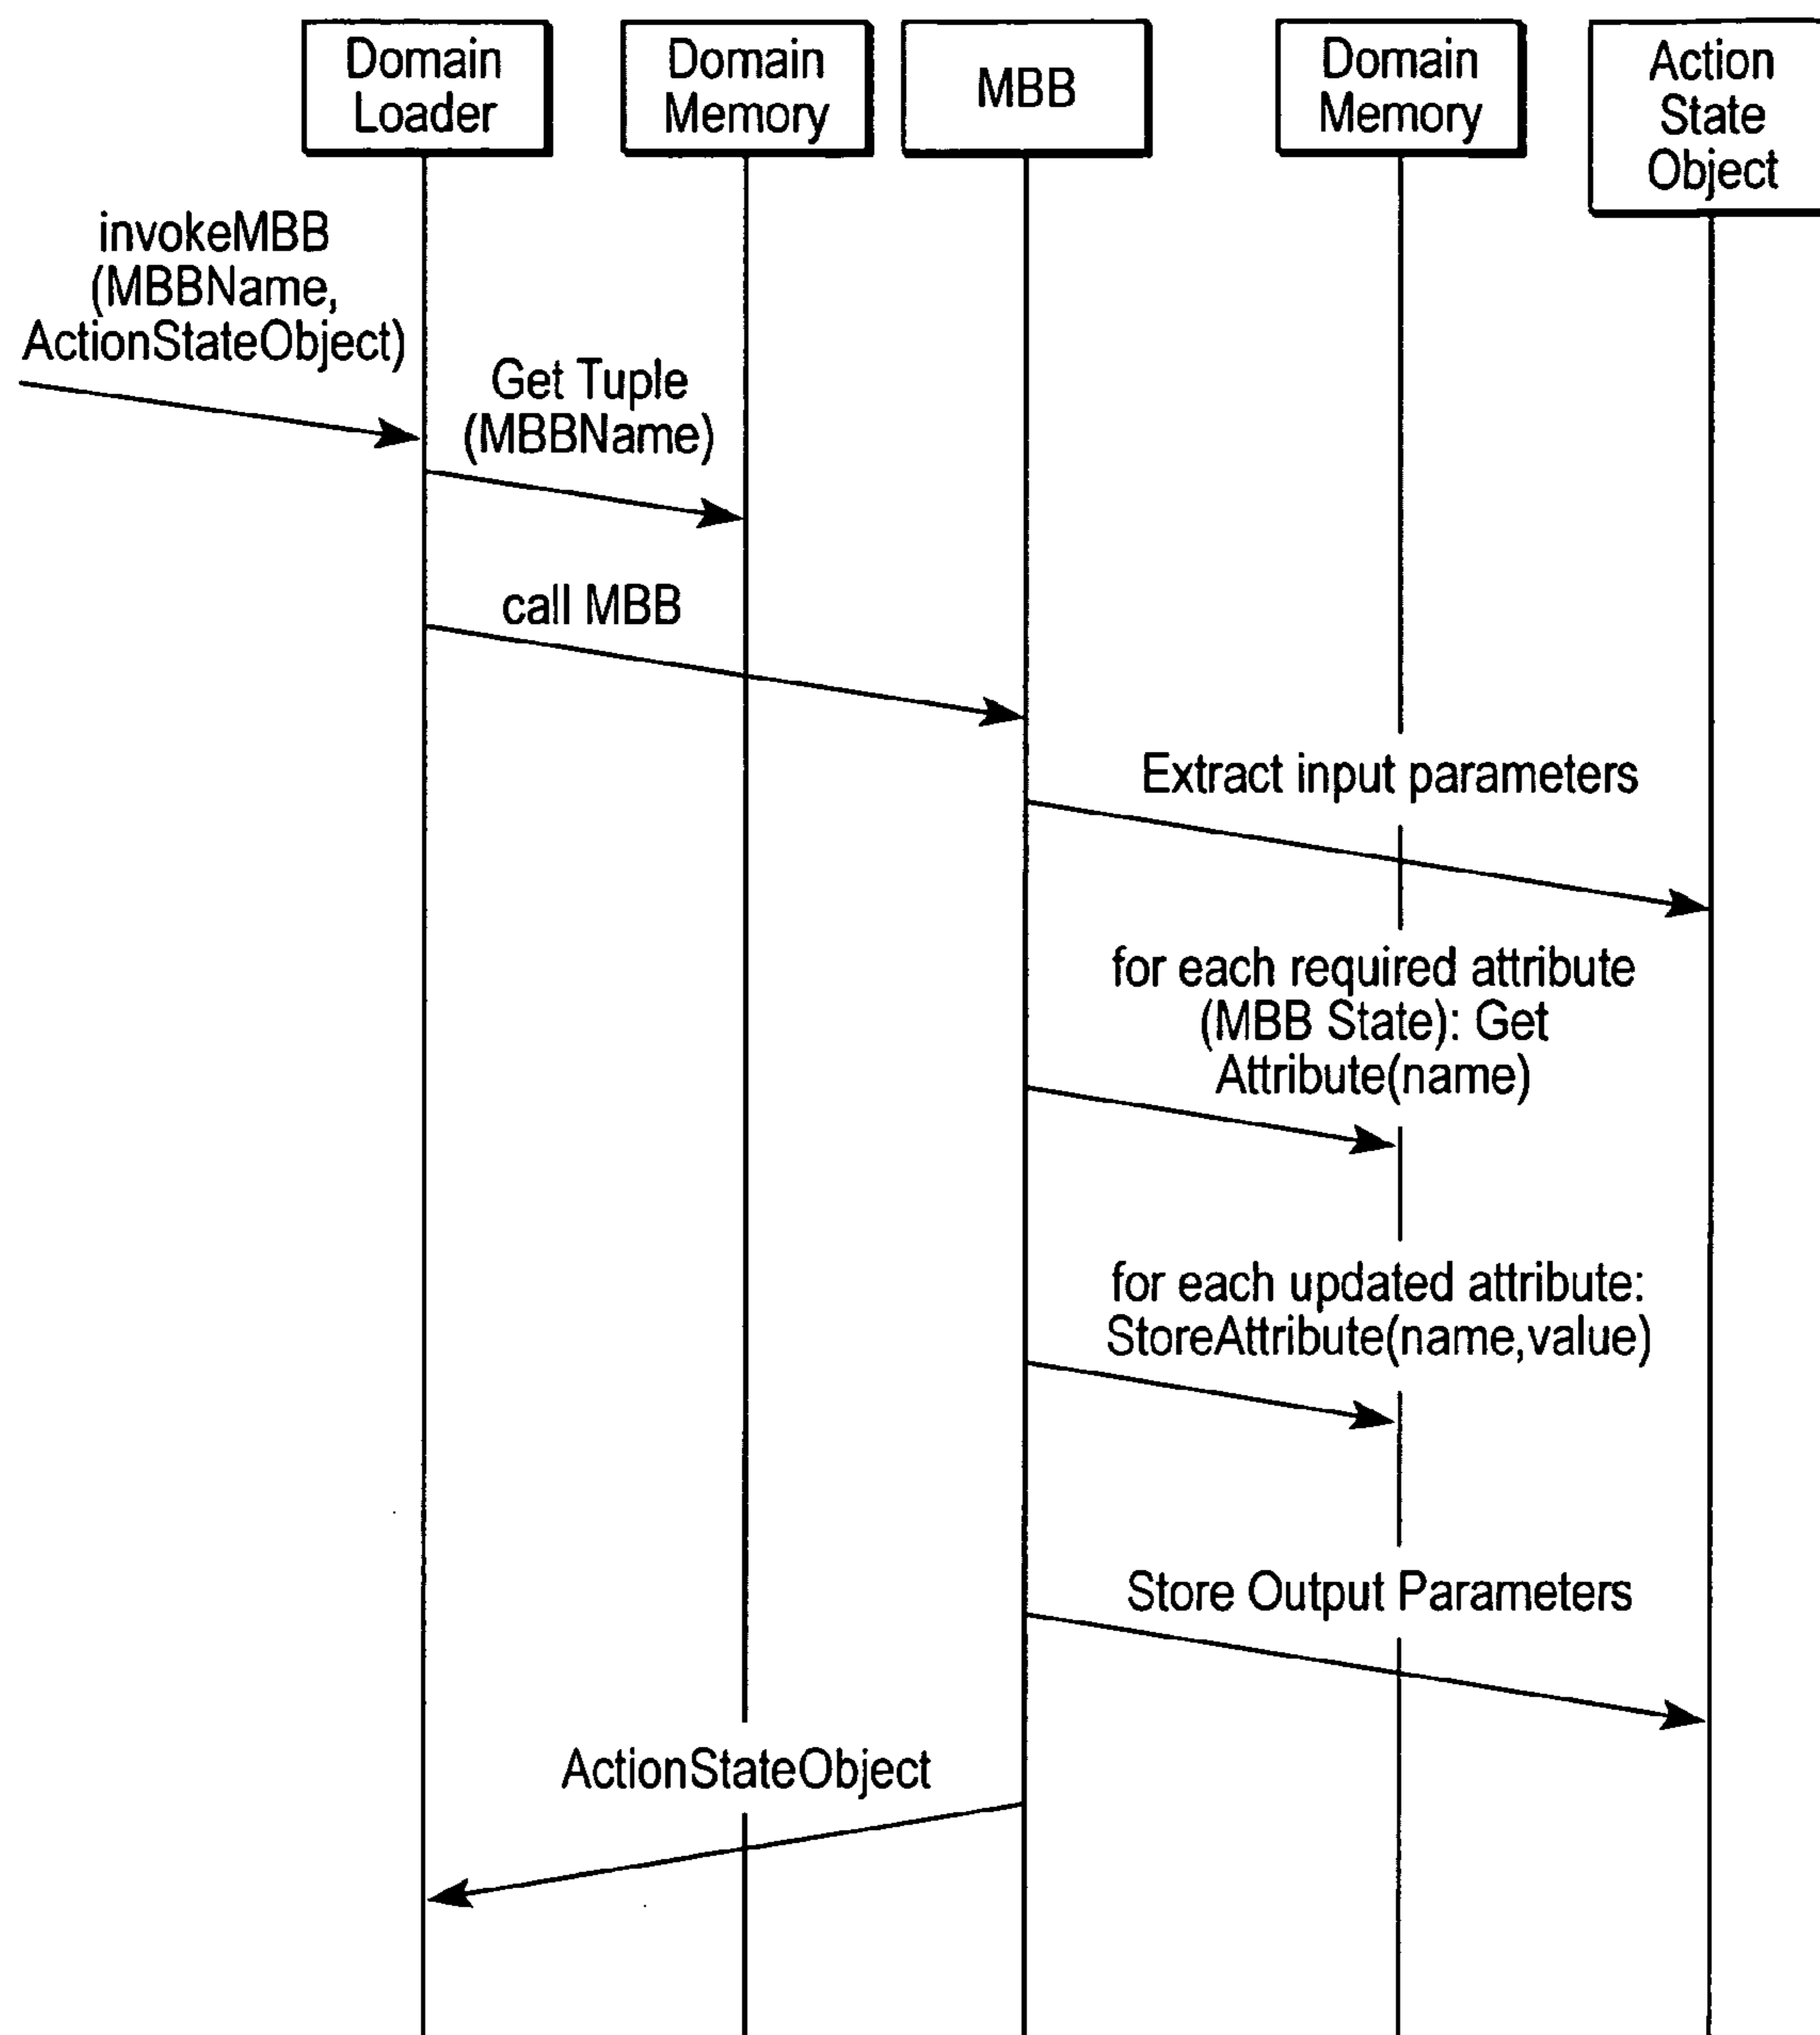 Domain
Loader
Domain
Memory
MBB
Domain
Memory
Action
State
Object
invokeMBB
(MBBName,
ActionStateObject)
Get Tuple
(MBBName)
call MBB
Extract input parameters
for each required attribute
(MBB State): Get
Attribute(name)
for each updated attribute:
StoreAttribute(name,value)
Store Output Parameters
ActionStateObject